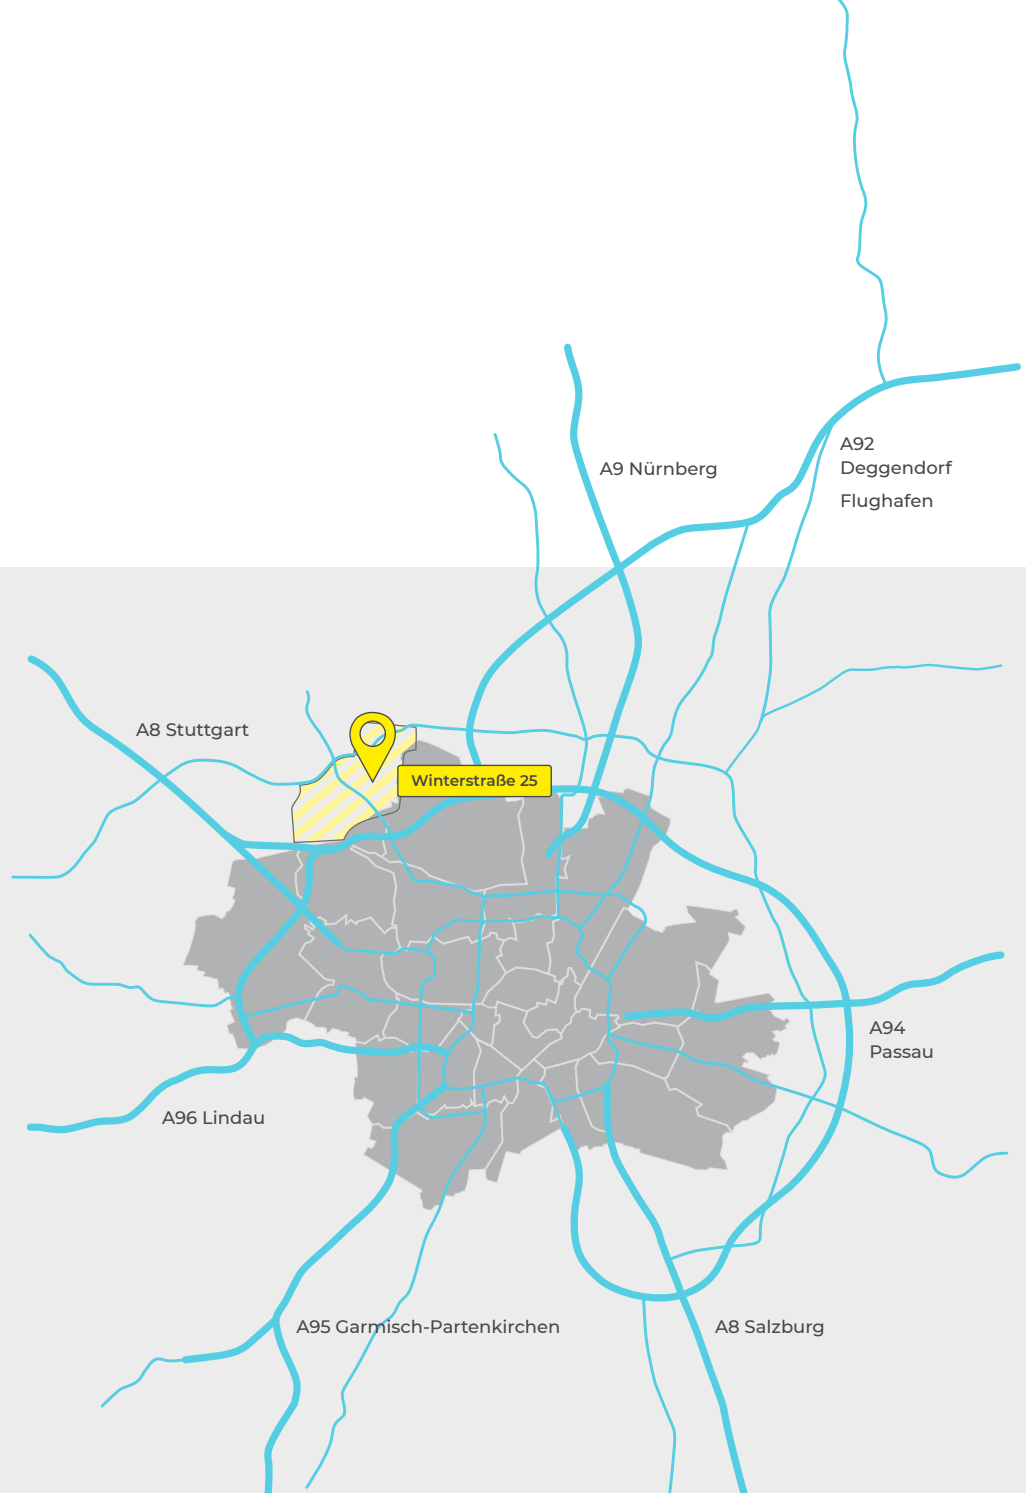 A92
Deggendorf
Flughafen
A9 Nürnberg
A8 Stuttgart
Winterstraße 25
A94
Passau
A96 Lindau
A95 Garmisch-Partenkirchen
A8 Salzburg